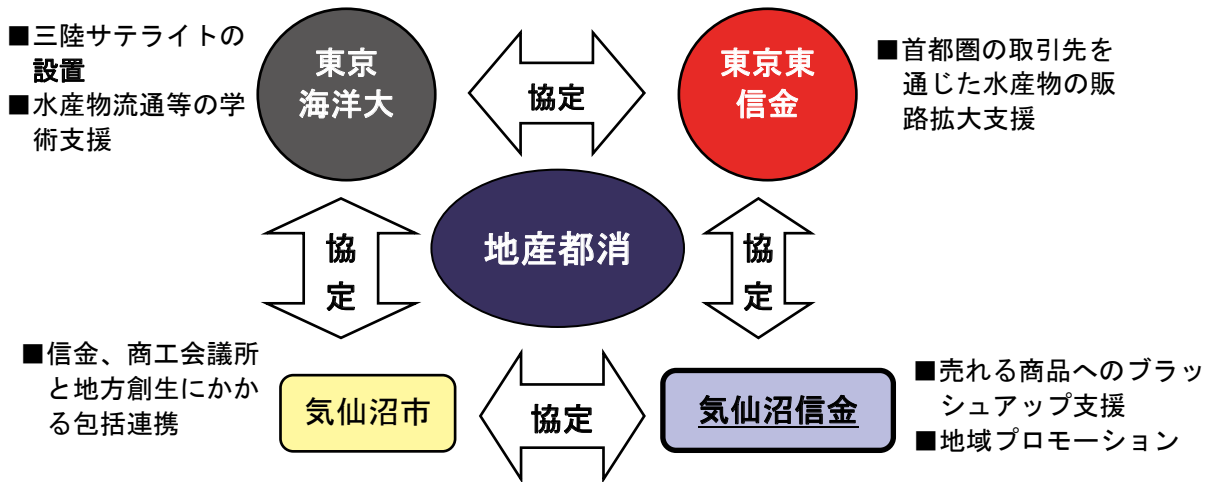 ■三陸サテライトの
設置
■水産物流通等の学
術支援
東京
海洋大
協定
東京東
信金
■首都圏の取引先を
通じた水産物の販
路拡大支援
協
定
地産都消
協
定
■信金、商工会議所
と地方創生にかか
る包括連携
気仙沼市
協定
気仙沼信金
■売れる商品へのブラッ
シュアップ支援
■地域プロモーション